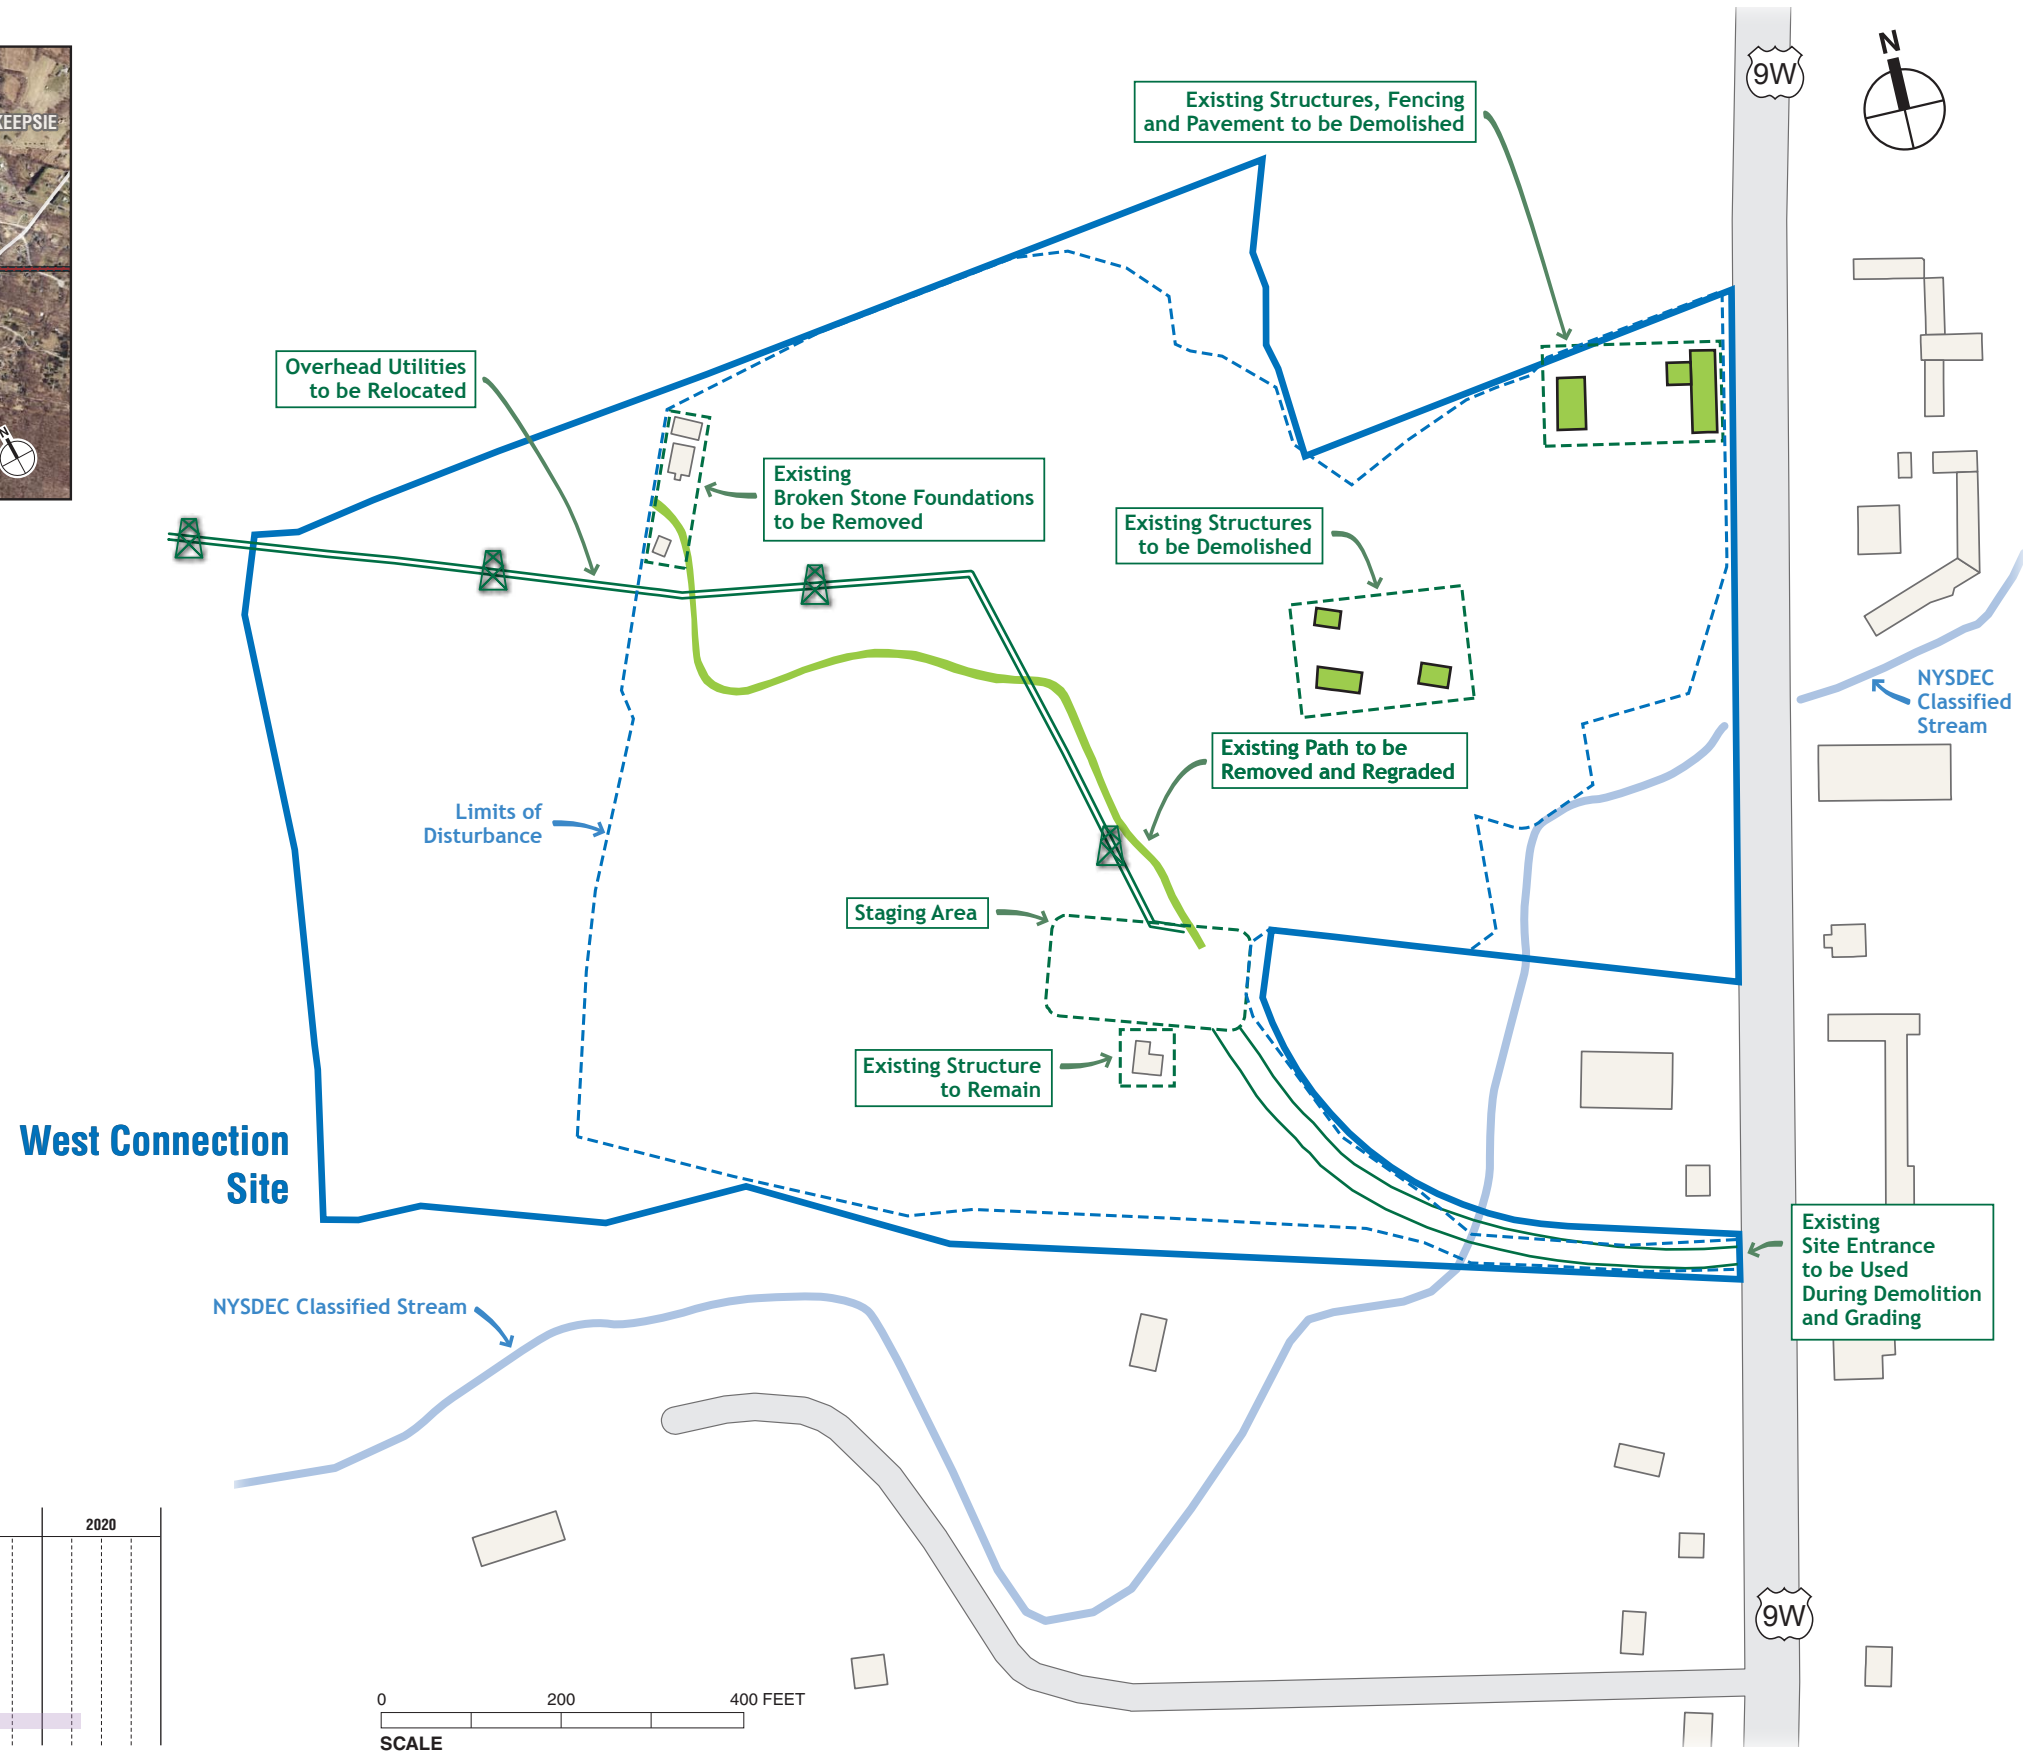 N
9W
Existing Structures, Fencing
and Pavement to be Demolished
KEEPSIE
Overhead Utilities
to be Relocated
N
Existing
Broken Stone Foundations
to be Removed
Existing Structures
to be Demolished
NYSDEC
Classified
Stream
Existing Path to be
Removed and Regraded
Limits of
Disturbance
Staging Area
Existing Structure
to Remain
West Connection
Site
Existing
Site Entrance
to be Used
During Demolition
and Grading
NYSDEC Classified Stream
2020
9W
0 200 400 FEET
SCALE